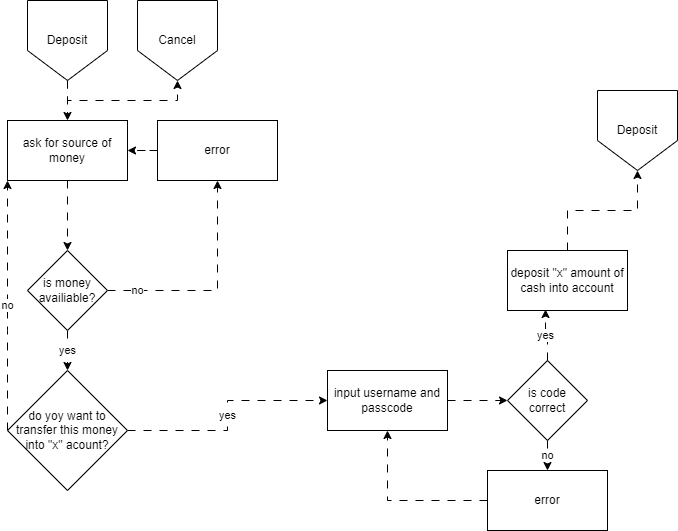 Deposit
Cancel
ask for source of
money
error
Deposit
is money
availiable?
no
no
yes
deposit "x" amount of
cash into account
yes
do yoy want to
transfer this money
into "x" acount?
yes
input username and
passcode
is code
correct
no
error